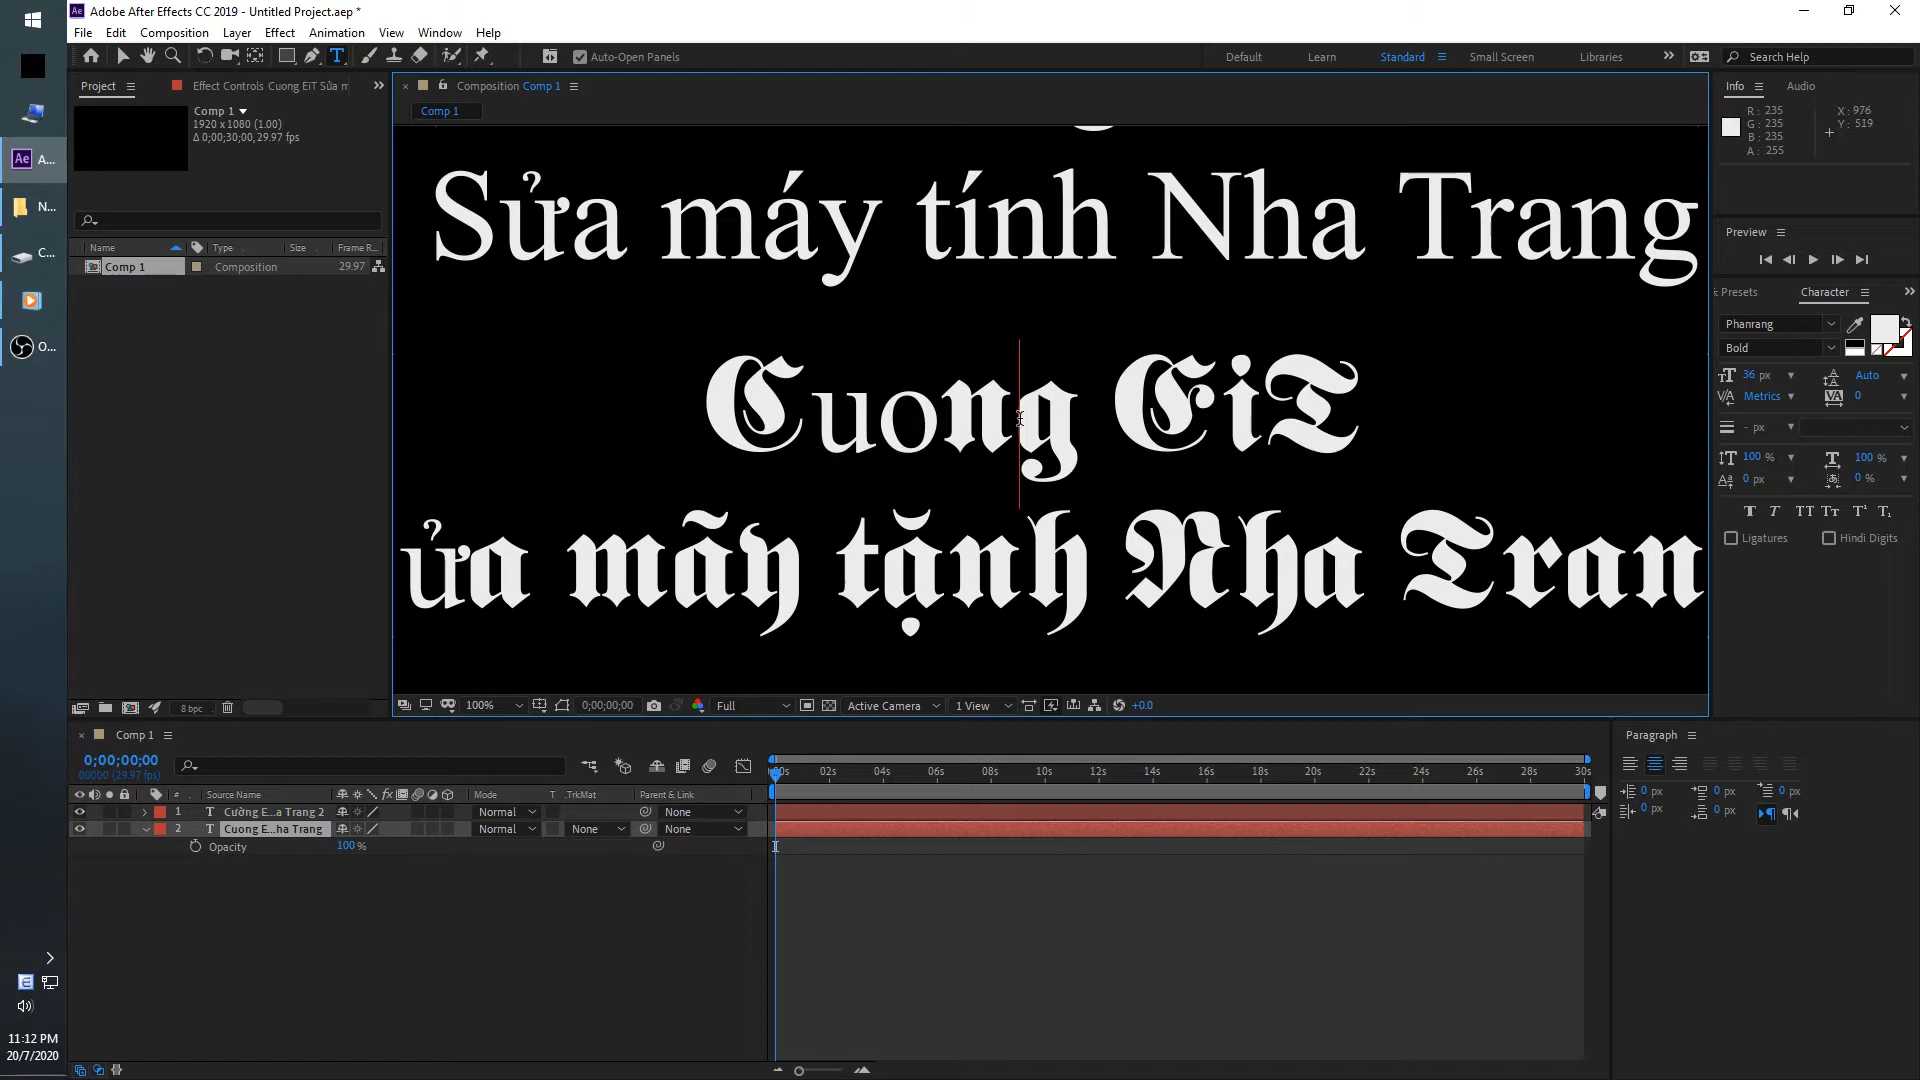 Adobe After Effects CC 2019 - Untitled Project.aep *
File Edit Composition Layer Effect Animation View Window Help
Auto-Open Panels
Default Learn Standard Small Screen Libraries Search Help
Project Effect Controls Cuong EiT Sửa m
Comp 1
1920 x 1080 (1.00)
Δ 0;00;30;00, 29.97 fps
Name Type Size Frame R...
Comp 1 Composition 29.97
8 bpc
Composition Comp 1
Comp 1
Sửa máy tính Nha Trang
Cuong EiT
ửa mãy tặnh Nha Tran
100% 0;00;00;00 Full Active Camera 1 View +0.0
Info Audio
R: 235
G: 235
B: 235
A: 255
X: 976
Y: 519
Preview
Presets Character
Phanrang
Bold
36 px Auto
Metrics 0
- px
100 % 100 %
0 px 0 %
Ligatures Hindi Digits
Comp 1
0;00;00;00
00000 (29.97 fps)
00s 02s 04s 06s 08s 10s 12s 14s 16s 18s 20s 22s 24s 26s 28s 30s
# Source Name Mode T .TrkMat Parent & Link
1 T Cường E...a Trang 2 Normal None
2 T Cuong E...ha Trang Normal None None
Opacity 100 %
Paragraph
0 px 0 px 0 px
0 px 0 px
Ae A...
N...
C...
O...
11:12 PM
20/7/2020